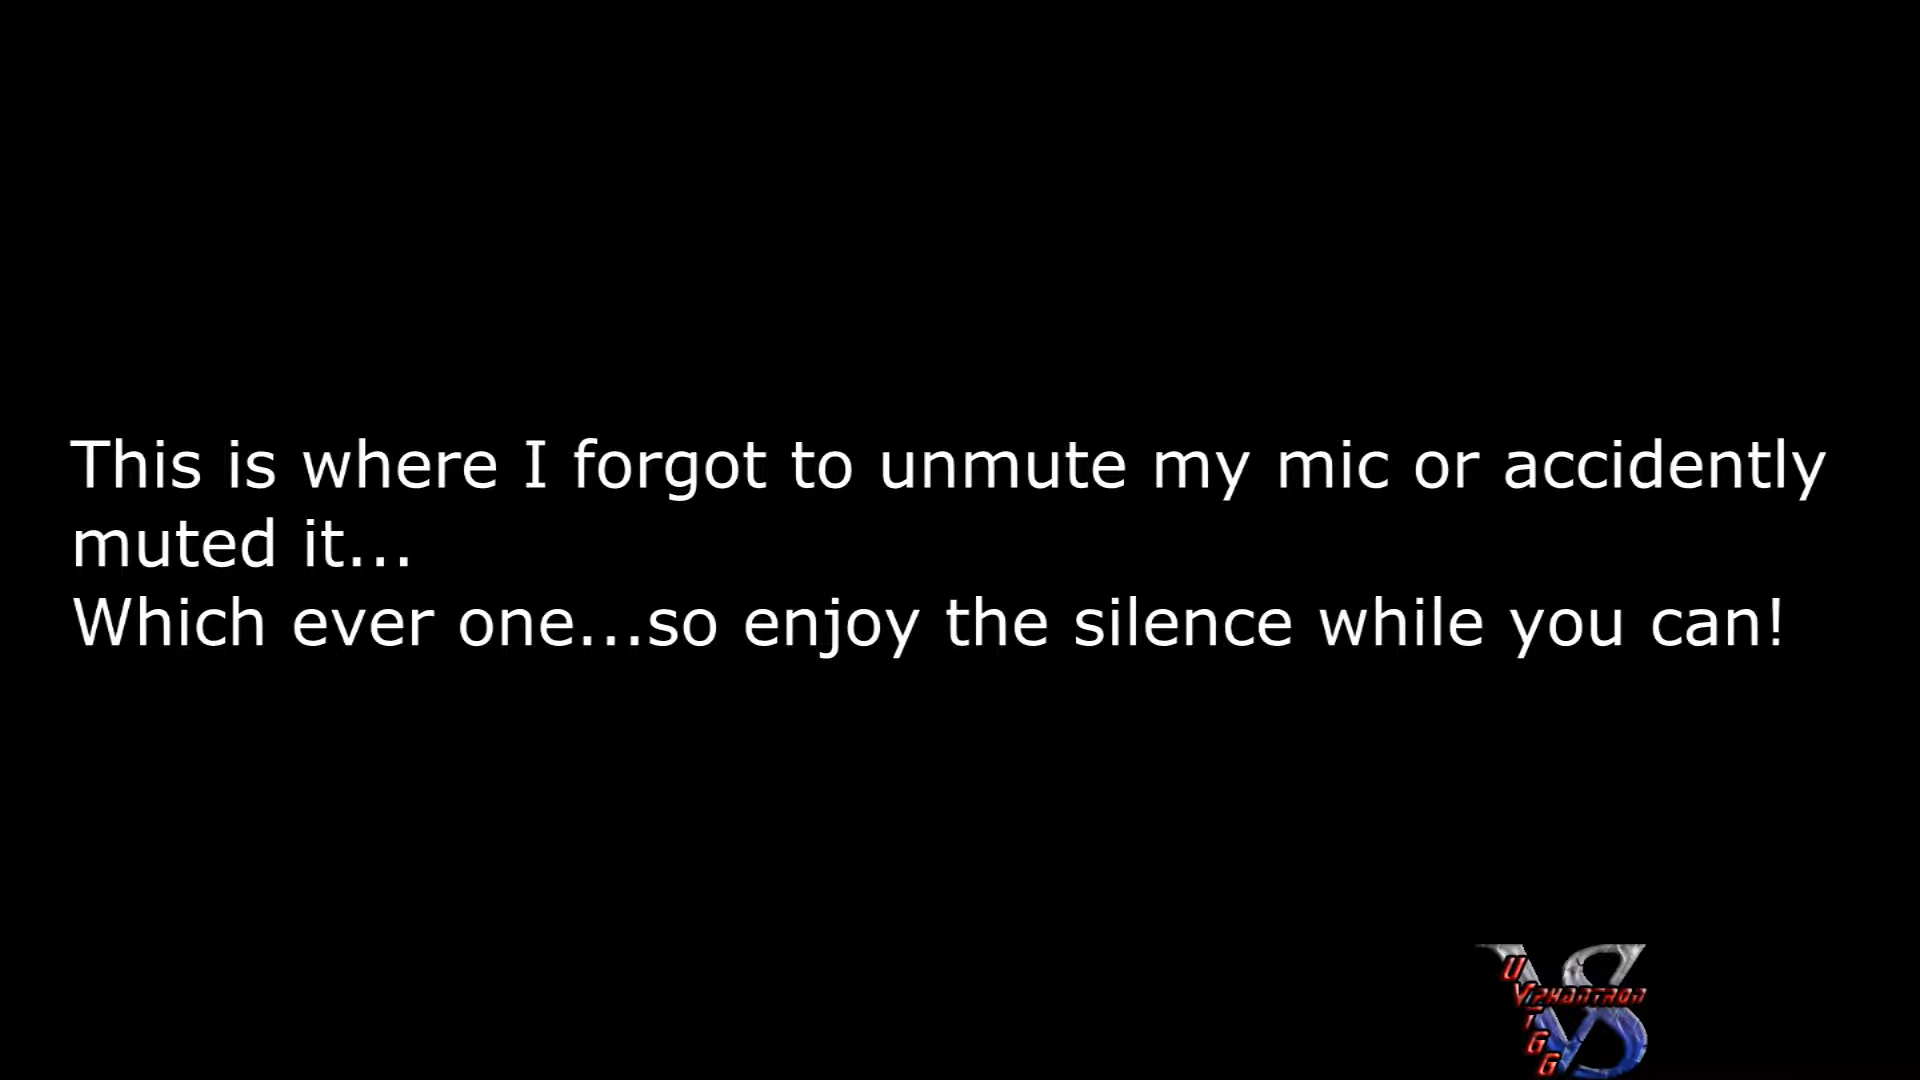 This is where I forgot to unmute my mic or accidently
muted it...
Which ever one...so enjoy the silence while you can!
VS